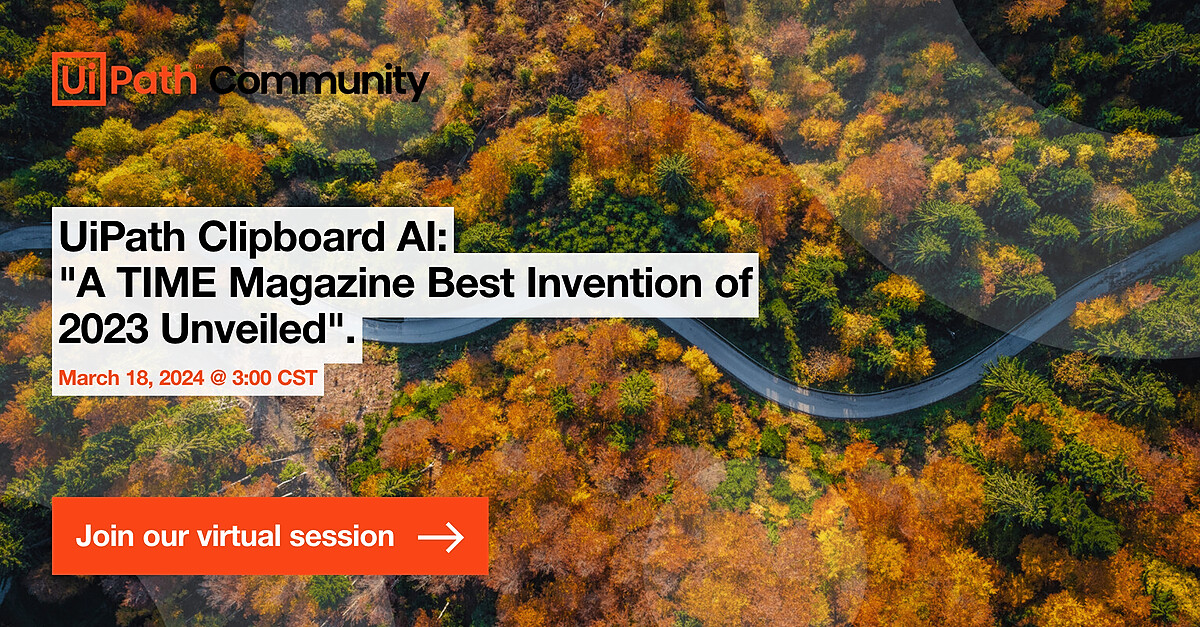 UiPath™ Community
UiPath Clipboard AI:
"A TIME Magazine Best Invention of
2023 Unveiled".
March 18, 2024 @ 3:00 CST
Join our virtual session